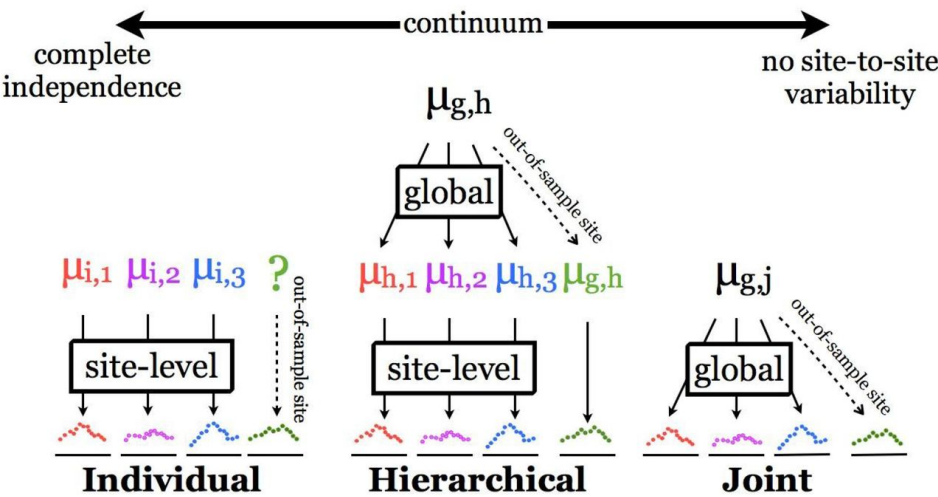 continuum
complete
independence
no site-to-site
variability
μg,h
out-of-sample site
global
μi,1 μi,2 μi,3 ?
out-of-sample site
μh,1 μh,2 μh,3 μg,h
μg,j
out-of-sample site
site-level
site-level
global
Individual
Hierarchical
Joint